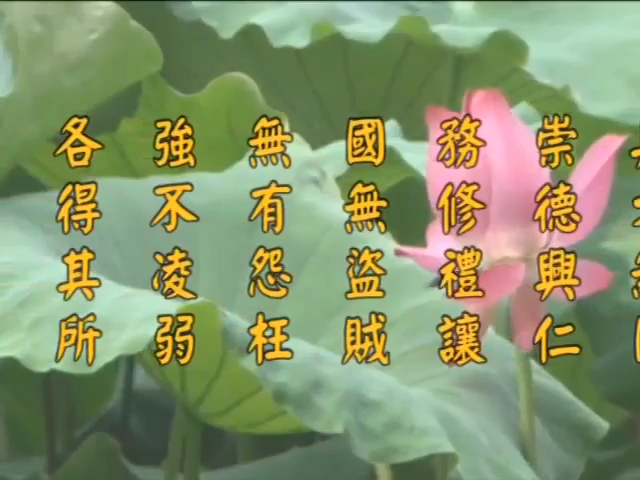 崇德興仁
務修禮讓
國無盜賊
無有怨枉
強不凌弱
各得其所